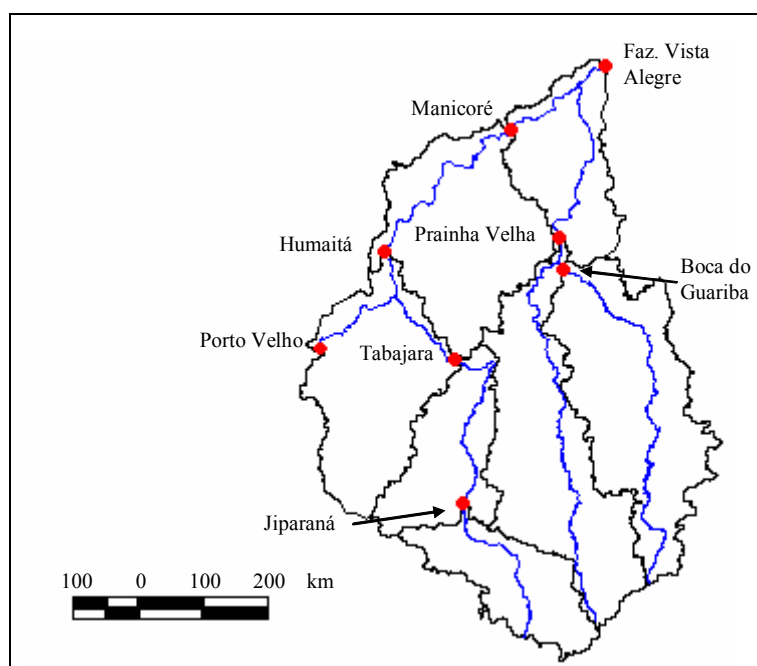 Faz. Vista
Alegre
Manicoré
Prainha Velha
Humaitá
Boca do
Guariba
Porto Velho
Tabajara
Jiparaná
100 0 100 200 km